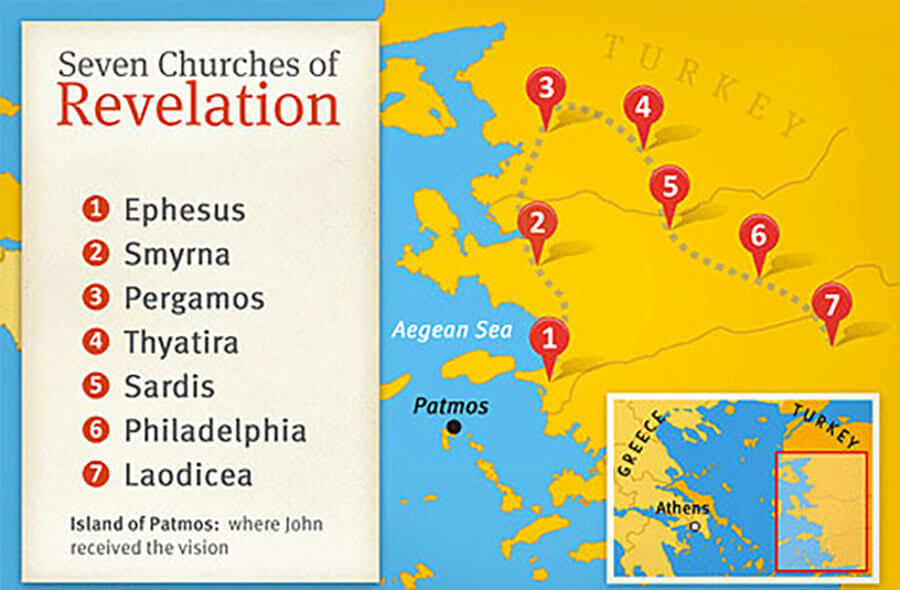 Seven Churches of
Revelation
1 Ephesus
2 Smyrna
3 Pergamos
4 Thyatira
5 Sardis
6 Philadelphia
7 Laodicea
Island of Patmos: where John
received the vision
TURKEY
3
4
5
2
6
7
1
Aegean Sea
Patmos
GREECE
TURKEY
Athens